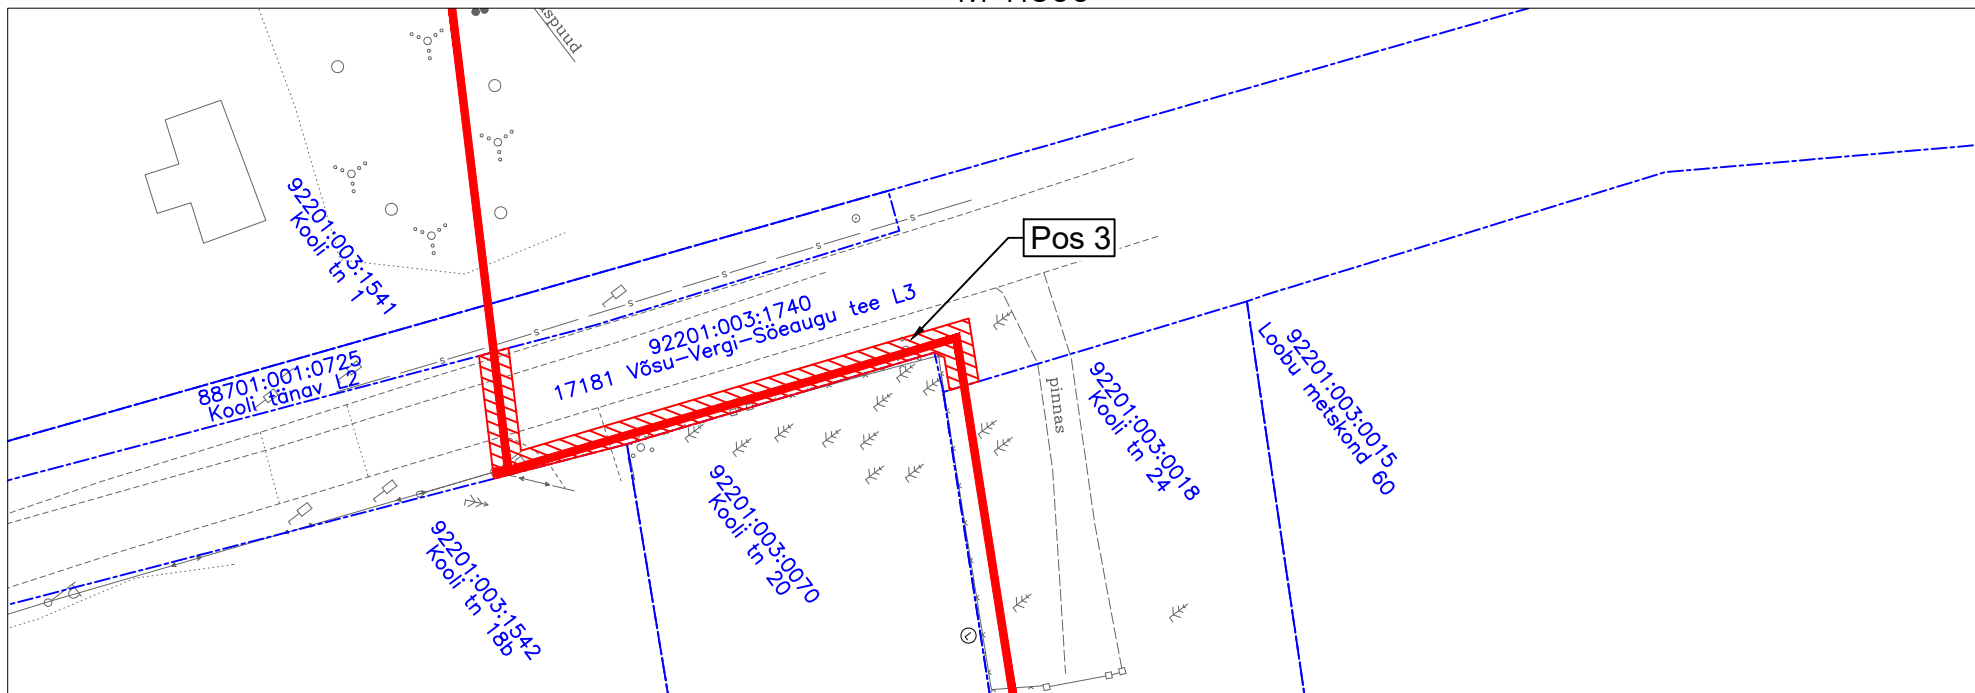 Pos 3
92201:003:1541
Kooli tn 1
88701:001:0725
Kooli tänav L2
92201:003:1740
17181 Võsu-Vergi-Sõeaugu tee L3
92201:003:0015
Loobu metskond 60
92201:003:0018
Kooli tn 24
pinnas
92201:003:0070
Kooli tn 20
92201:003:1542
Kooli tn 18b
s
s
s
s
s
s
L